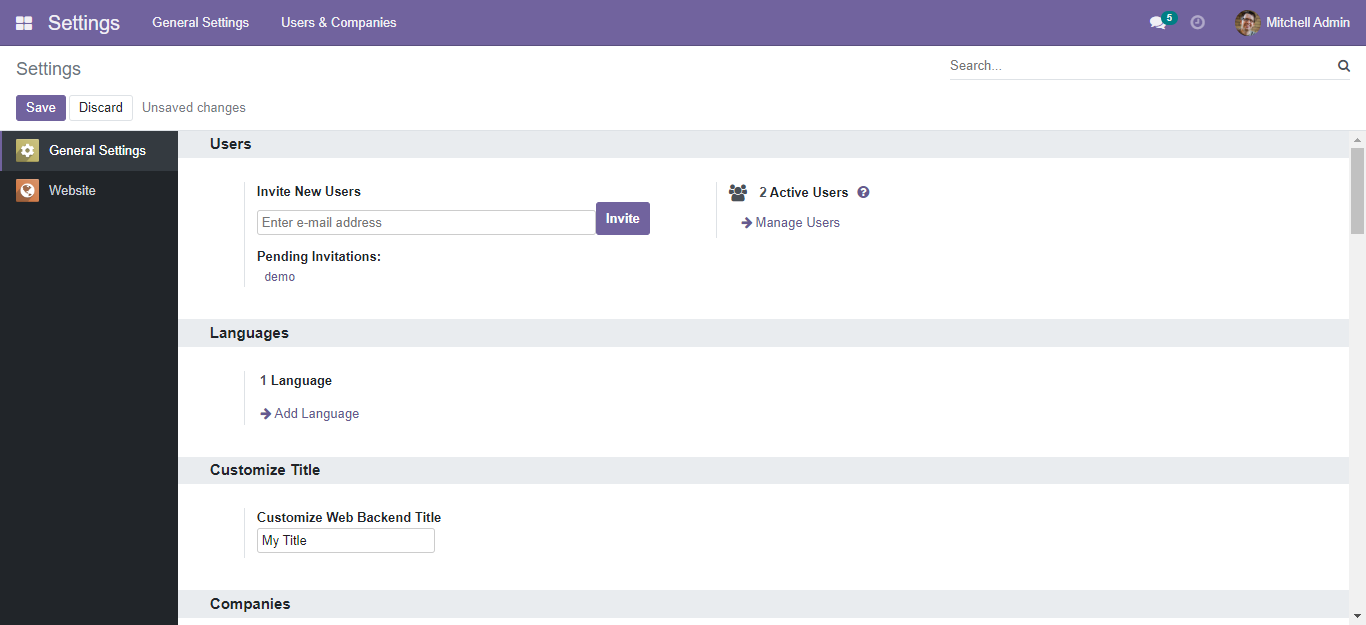 Settings General Settings Users & Companies 5 Mitchell Admin
Settings Search...
Save Discard Unsaved changes
General Settings
Website
Users
Invite New Users
Enter e-mail address Invite
Pending Invitations:
demo
2 Active Users ?
Manage Users
Languages
1 Language
Add Language
Customize Title
Customize Web Backend Title
My Title
Companies